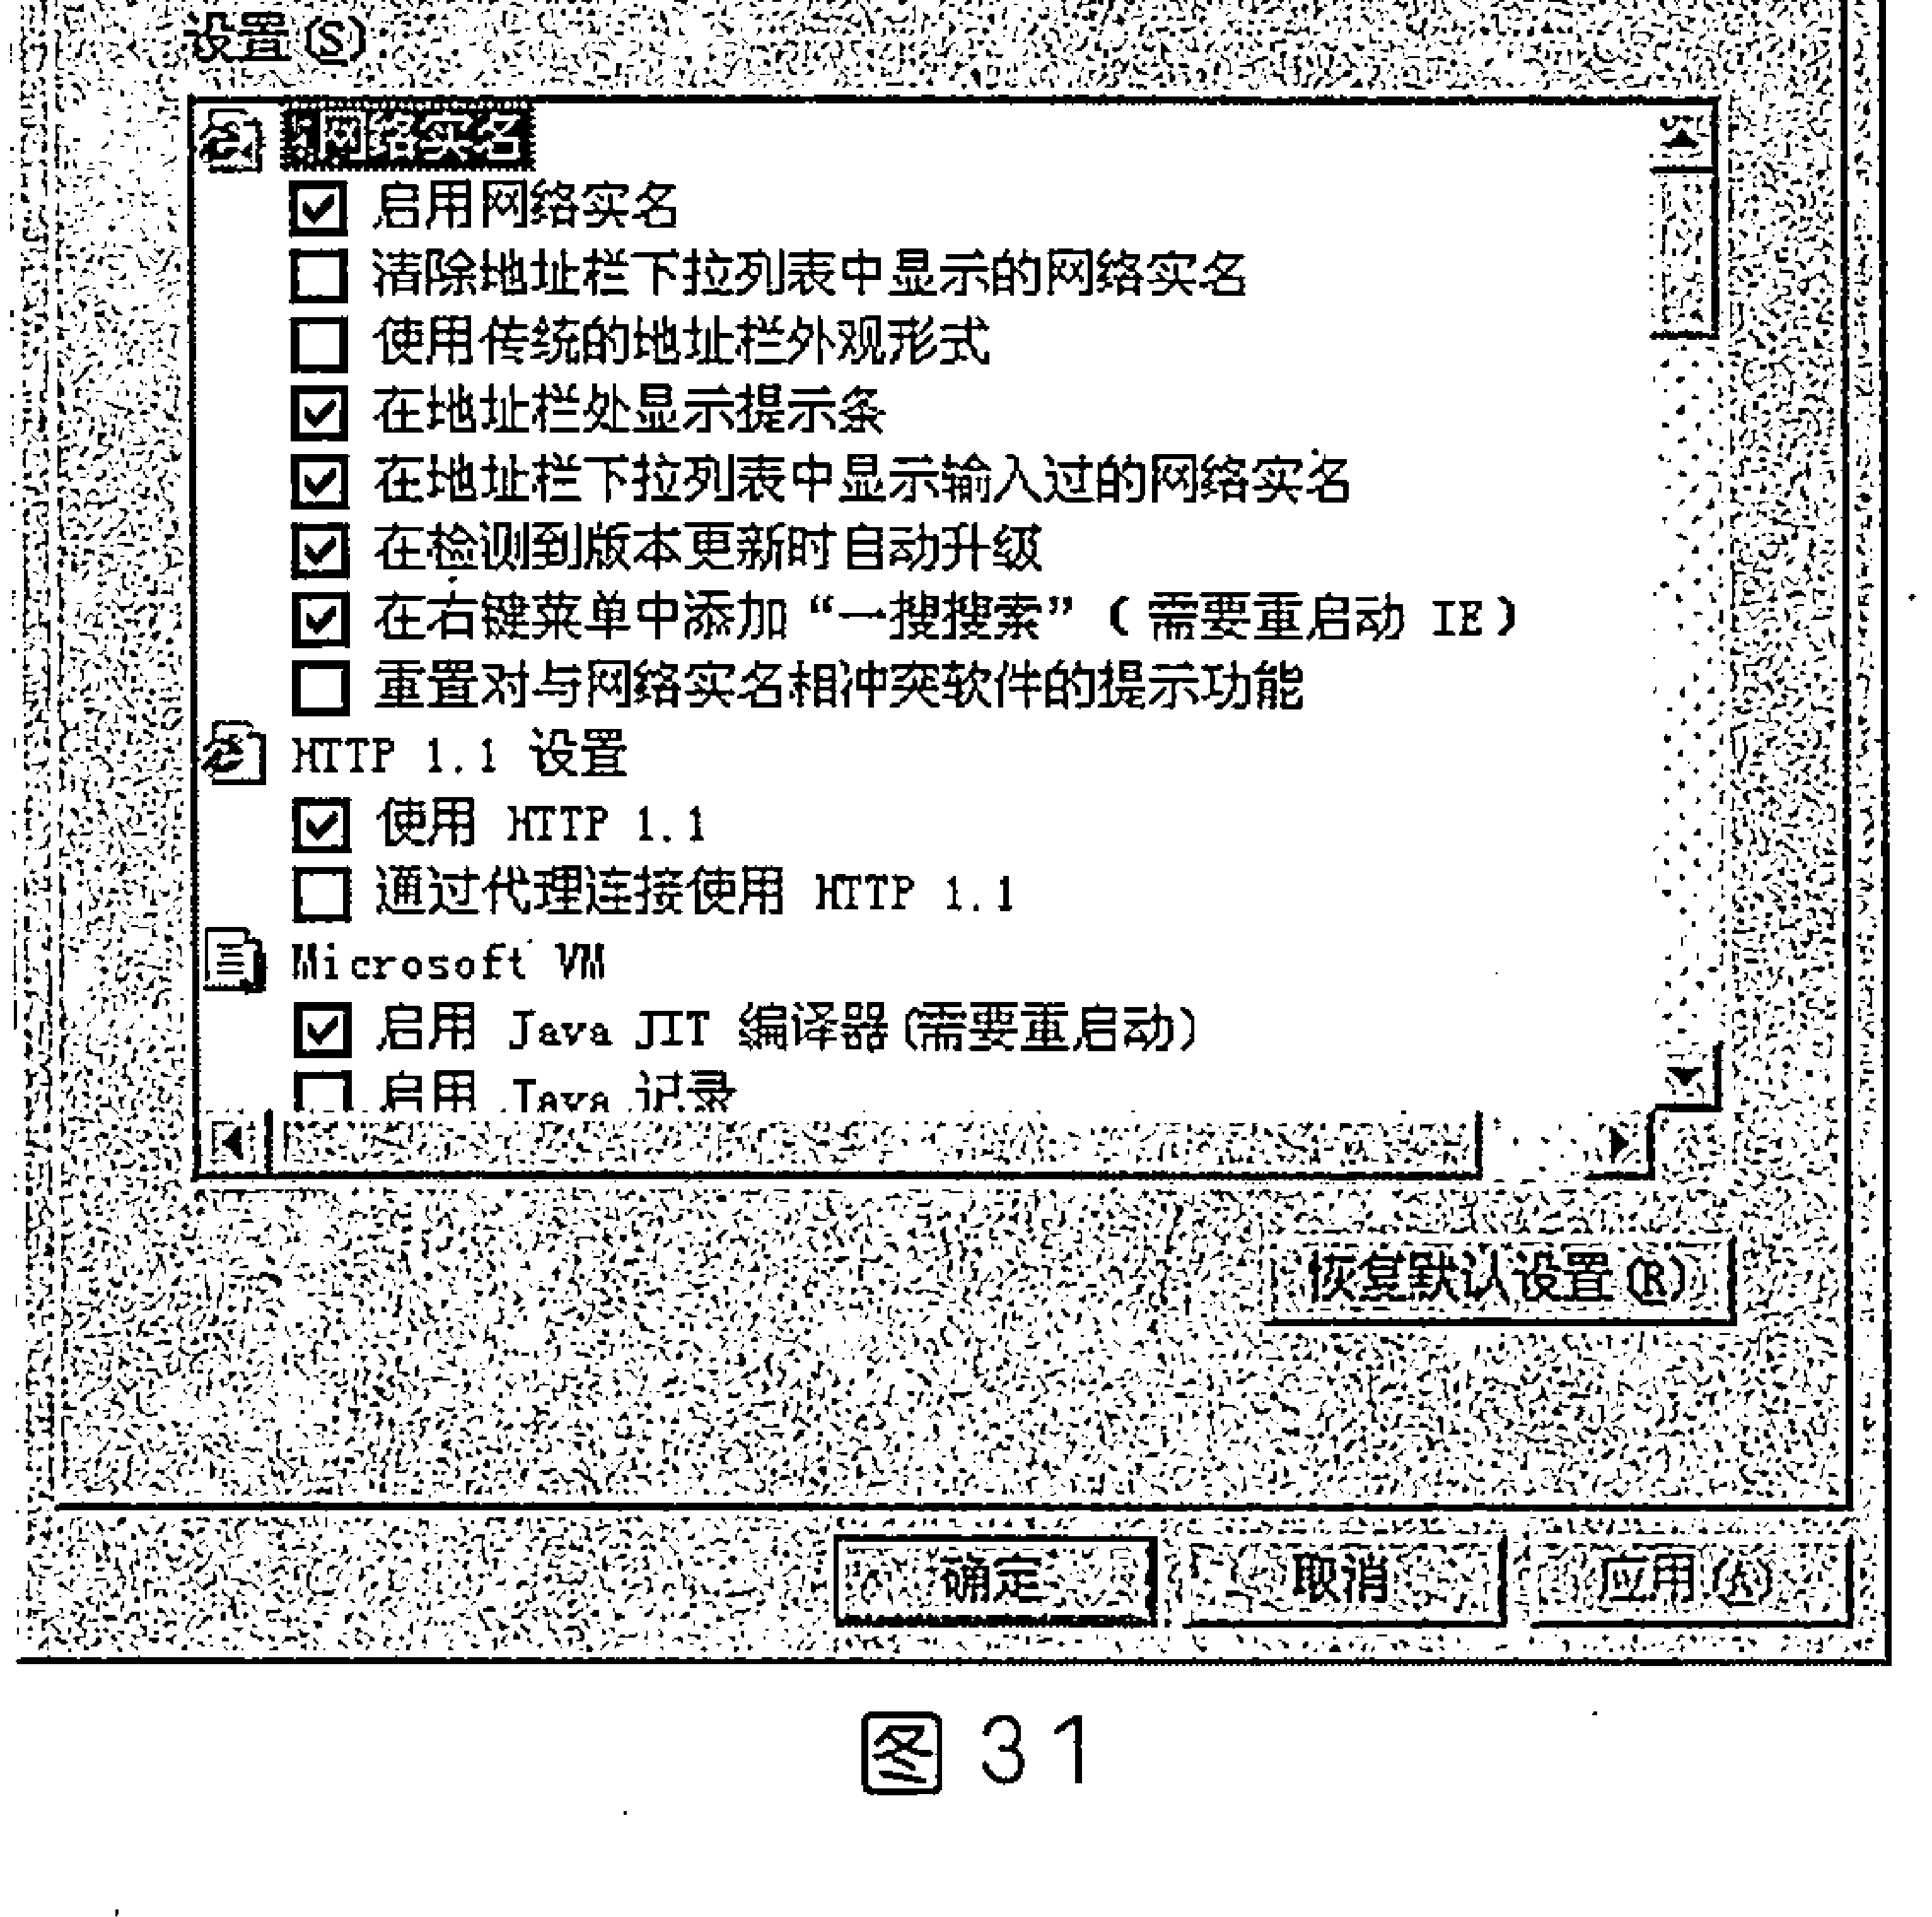 设置(S)
网络实名
启用网络实名
清除地址栏下拉列表中显示的网络实名
使用传统的地址栏外观形式
在地址栏处显示提示条
在地址栏下拉列表中显示输入过的网络实名
在检测到版本更新时自动升级
在右键菜单中添加“一搜搜索”(需要重启动 IE)
重置对与网络实名相冲突软件的提示功能
HTTP 1.1 设置
使用 HTTP 1.1
通过代理连接使用 HTTP 1.1
Microsoft VM
启用 Java JIT 编译器(需要重启动)
启用 Java 记录
恢复默认设置(R)
确定 取消 应用(A)
图 31